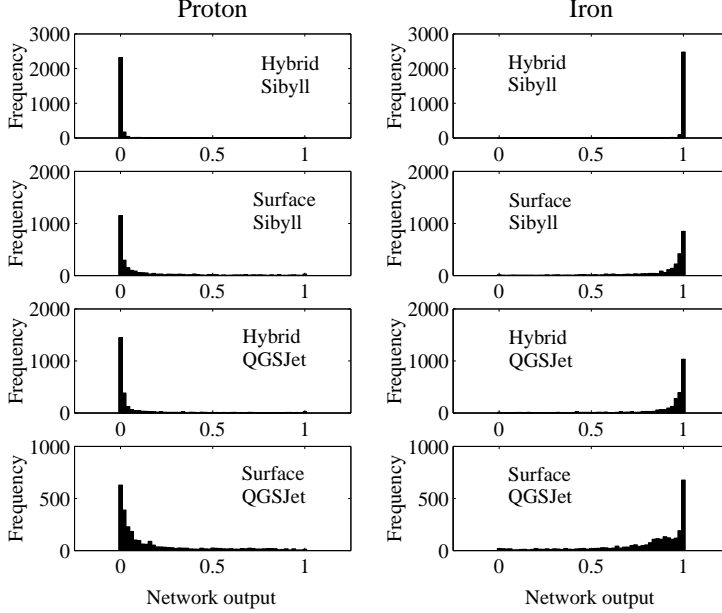 Proton
Iron
3000
2000
1000
0
Frequency
Hybrid
Sibyll
0 0.5 1
3000
2000
1000
0
Frequency
Hybrid
Sibyll
0 0.5 1
2000
1000
0
Frequency
Surface
Sibyll
0 0.5 1
2000
1000
0
Frequency
Surface
Sibyll
0 0.5 1
2000
1000
0
Frequency
Hybrid
QGSJet
0 0.5 1
2000
1000
0
Frequency
Hybrid
QGSJet
0 0.5 1
1000
500
0
Frequency
Surface
QGSJet
0 0.5 1
Network output
1000
500
0
Frequency
Surface
QGSJet
0 0.5 1
Network output